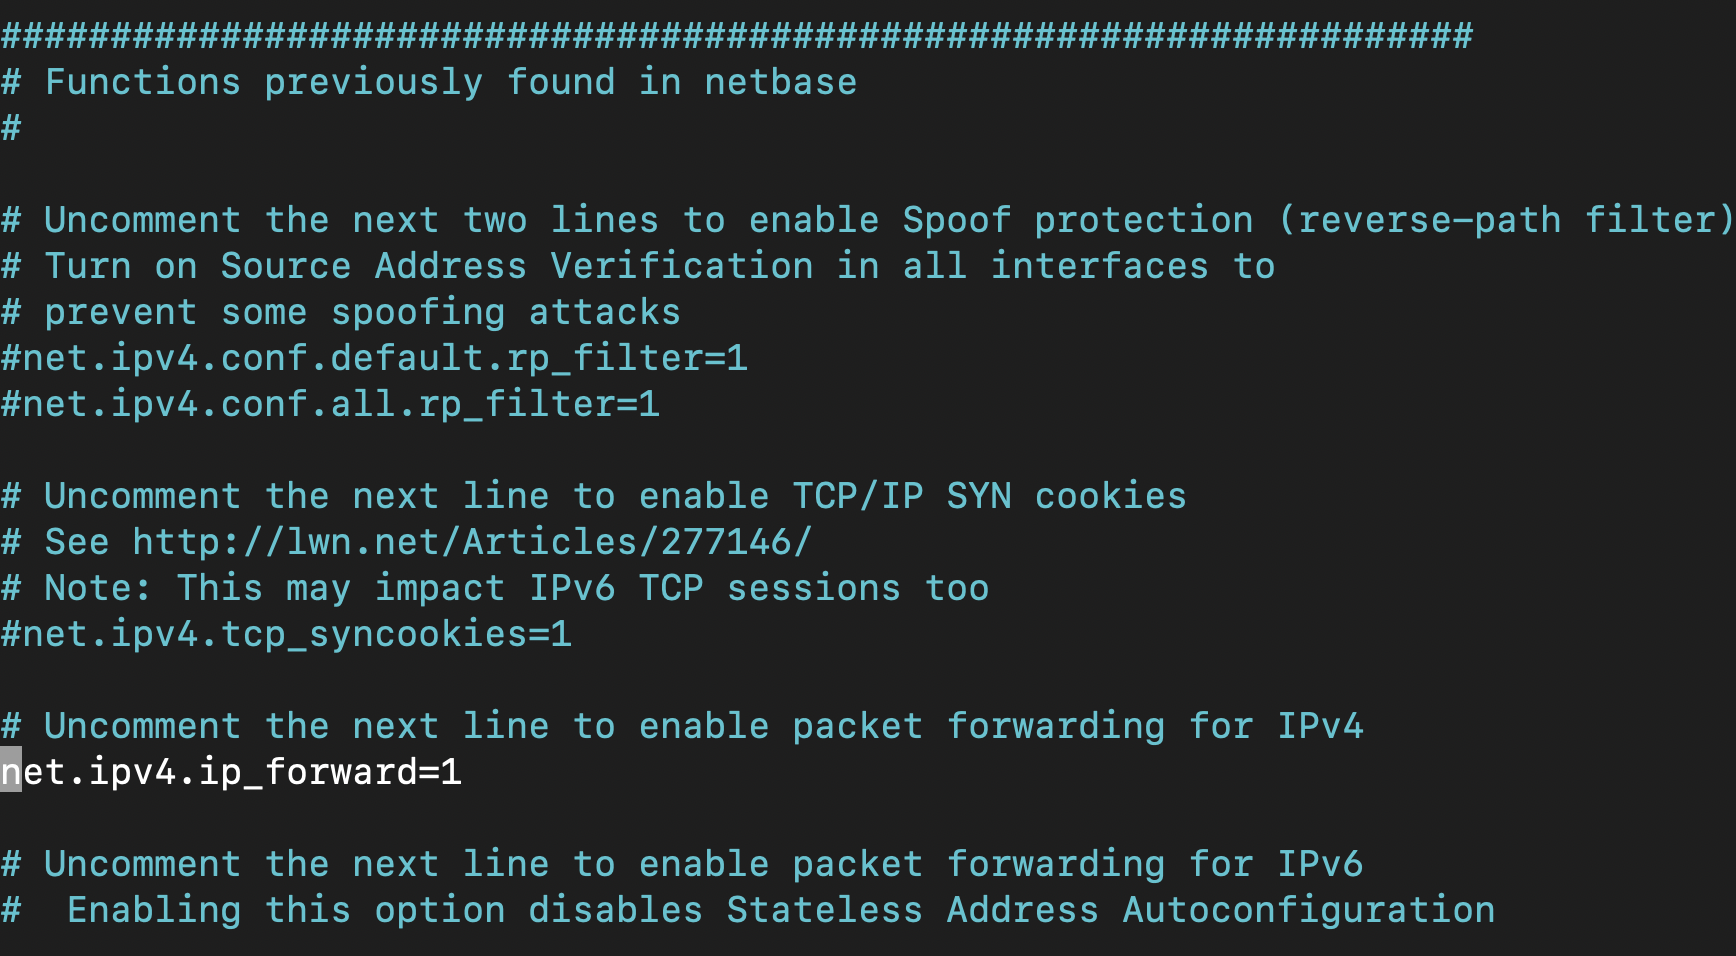 ###################################################################
# Functions previously found in netbase
#
# Uncomment the next two lines to enable Spoof protection (reverse-path filter)
# Turn on Source Address Verification in all interfaces to
# prevent some spoofing attacks
#net.ipv4.conf.default.rp_filter=1
#net.ipv4.conf.all.rp_filter=1
# Uncomment the next line to enable TCP/IP SYN cookies
# See http://lwn.net/Articles/277146/
# Note: This may impact IPv6 TCP sessions too
#net.ipv4.tcp_syncookies=1
# Uncomment the next line to enable packet forwarding for IPv4
net.ipv4.ip_forward=1
# Uncomment the next line to enable packet forwarding for IPv6
#  Enabling this option disables Stateless Address Autoconfiguration